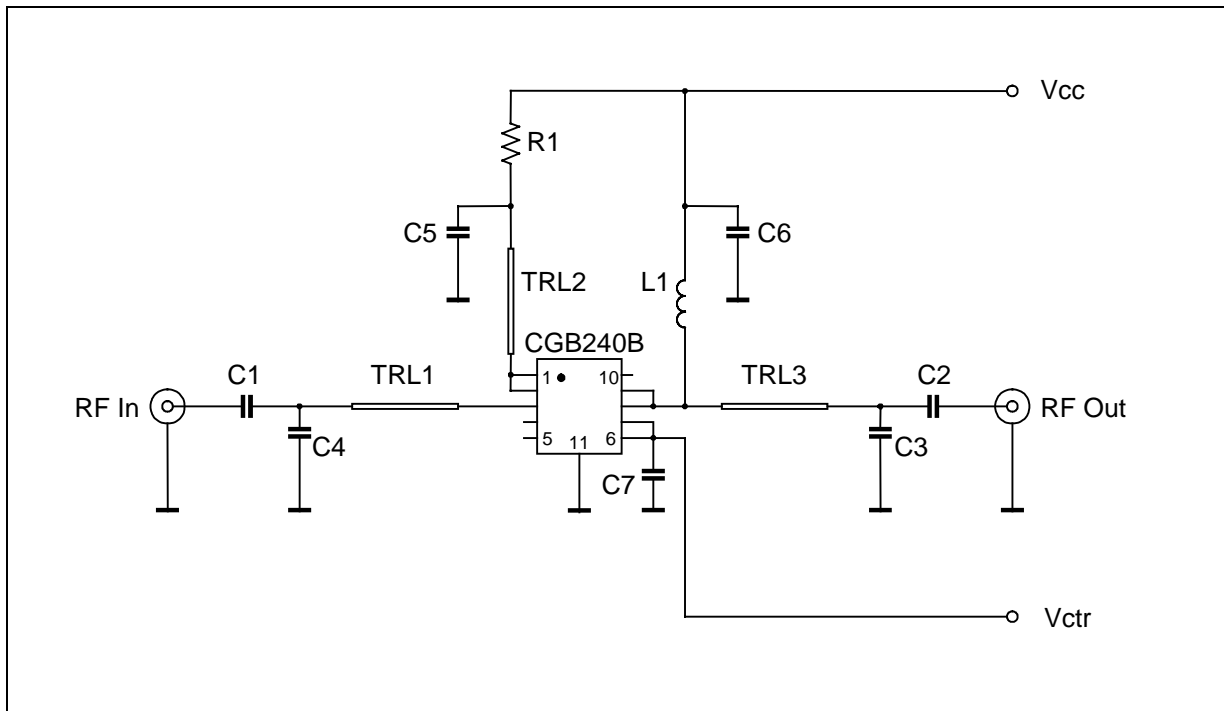 Vcc
R1
C5
C6
TRL2
L1
CGB240B
C1
TRL1
1
10
TRL3
C2
RF In
RF Out
C4
5
11
6
C3
C7
Vctr